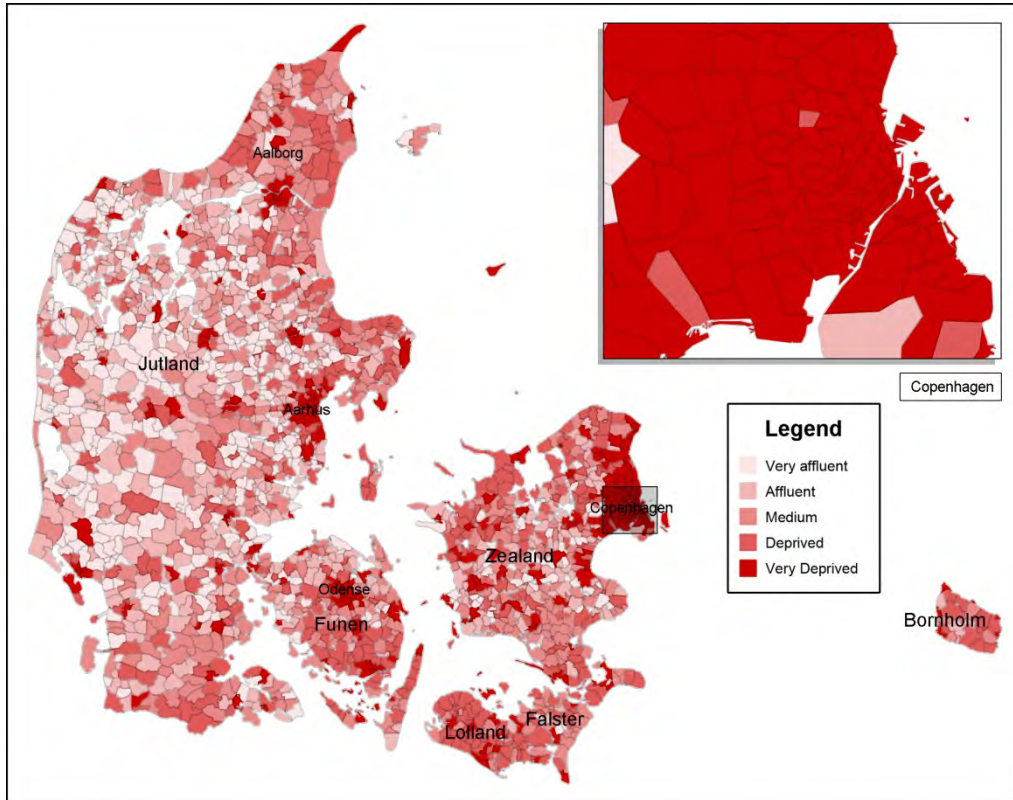 Aalborg
Jutland
Aarhus
Copenhagen
Zealand
Odense
Funen
Lolland
Falster
Bornholm
Copenhagen
Legend
Very affluent
Affluent
Medium
Deprived
Very Deprived